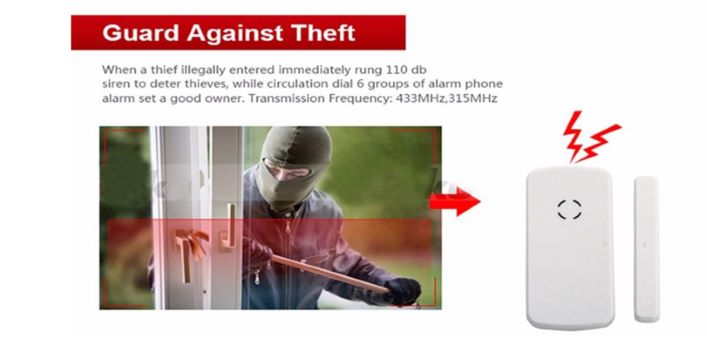 Guard Against Theft
When a thief illegally entered immediately rung 110 db
siren to deter thieves, while circulation dial 6 groups of alarm phone
alarm set a good owner. Transmission Frequency: 433MHz,315MHz